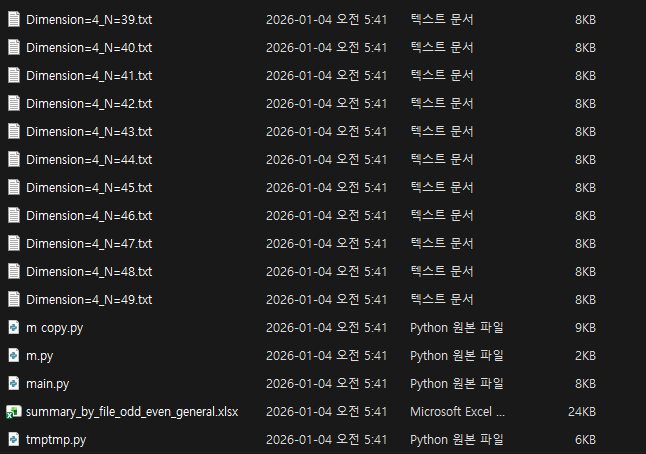 Dimension=4_N=39.txt 2026-01-04 오전 5:41 텍스트 문서 8KB
Dimension=4_N=40.txt 2026-01-04 오전 5:41 텍스트 문서 8KB
Dimension=4_N=41.txt 2026-01-04 오전 5:41 텍스트 문서 8KB
Dimension=4_N=42.txt 2026-01-04 오전 5:41 텍스트 문서 8KB
Dimension=4_N=43.txt 2026-01-04 오전 5:41 텍스트 문서 8KB
Dimension=4_N=44.txt 2026-01-04 오전 5:41 텍스트 문서 8KB
Dimension=4_N=45.txt 2026-01-04 오전 5:41 텍스트 문서 8KB
Dimension=4_N=46.txt 2026-01-04 오전 5:41 텍스트 문서 8KB
Dimension=4_N=47.txt 2026-01-04 오전 5:41 텍스트 문서 8KB
Dimension=4_N=48.txt 2026-01-04 오전 5:41 텍스트 문서 8KB
Dimension=4_N=49.txt 2026-01-04 오전 5:41 텍스트 문서 8KB
m copy.py 2026-01-04 오전 5:41 Python 원본 파일 9KB
m.py 2026-01-04 오전 5:41 Python 원본 파일 2KB
main.py 2026-01-04 오전 5:41 Python 원본 파일 8KB
summary_by_file_odd_even_general.xlsx 2026-01-04 오전 5:41 Microsoft Excel ... 24KB
tmptmp.py 2026-01-04 오전 5:41 Python 원본 파일 6KB